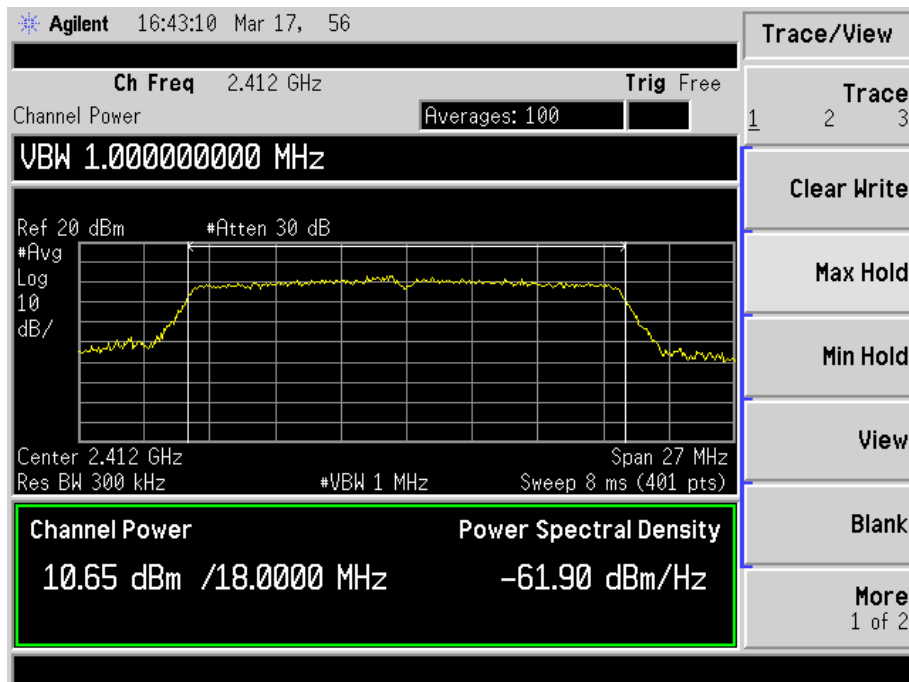 Agilent 16:43:10 Mar 17, 56
Trace/View
Ch Freq 2.412 GHz Trig Free
Channel Power Averages: 100
VBW 1.000000000 MHz
Ref 20 dBm #Atten 30 dB
#Avg
Log
10
dB/
Center 2.412 GHz Span 27 MHz
Res BW 300 kHz #VBW 1 MHz Sweep 8 ms (401 pts)
Channel Power Power Spectral Density
10.65 dBm /18.0000 MHz -61.90 dBm/Hz
Trace
1 2 3
Clear Write
Max Hold
Min Hold
View
Blank
More
1 of 2